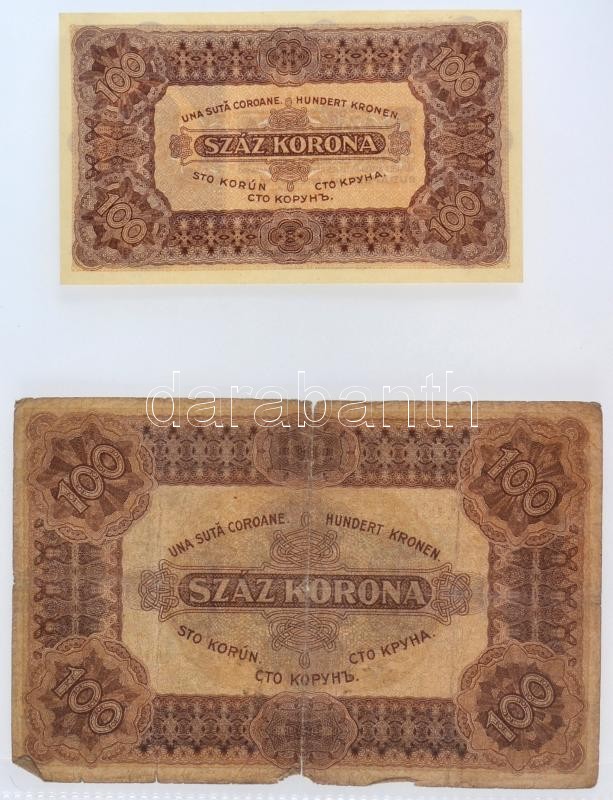 100 100
UNA SUTĂ COROANE. HUNDERT KRONEN
SZÁZ KORONA
STO KORÚN СТО КРУНА.
СТО КОРУНЪ.
100 100
darabanth
100 100
UNA SUTĂ COROANE. HUNDERT KRONEN.
SZÁZ KORONA
STO KORÚN. СТО КРУНА.
СТО КОРУНЪ.
100 100